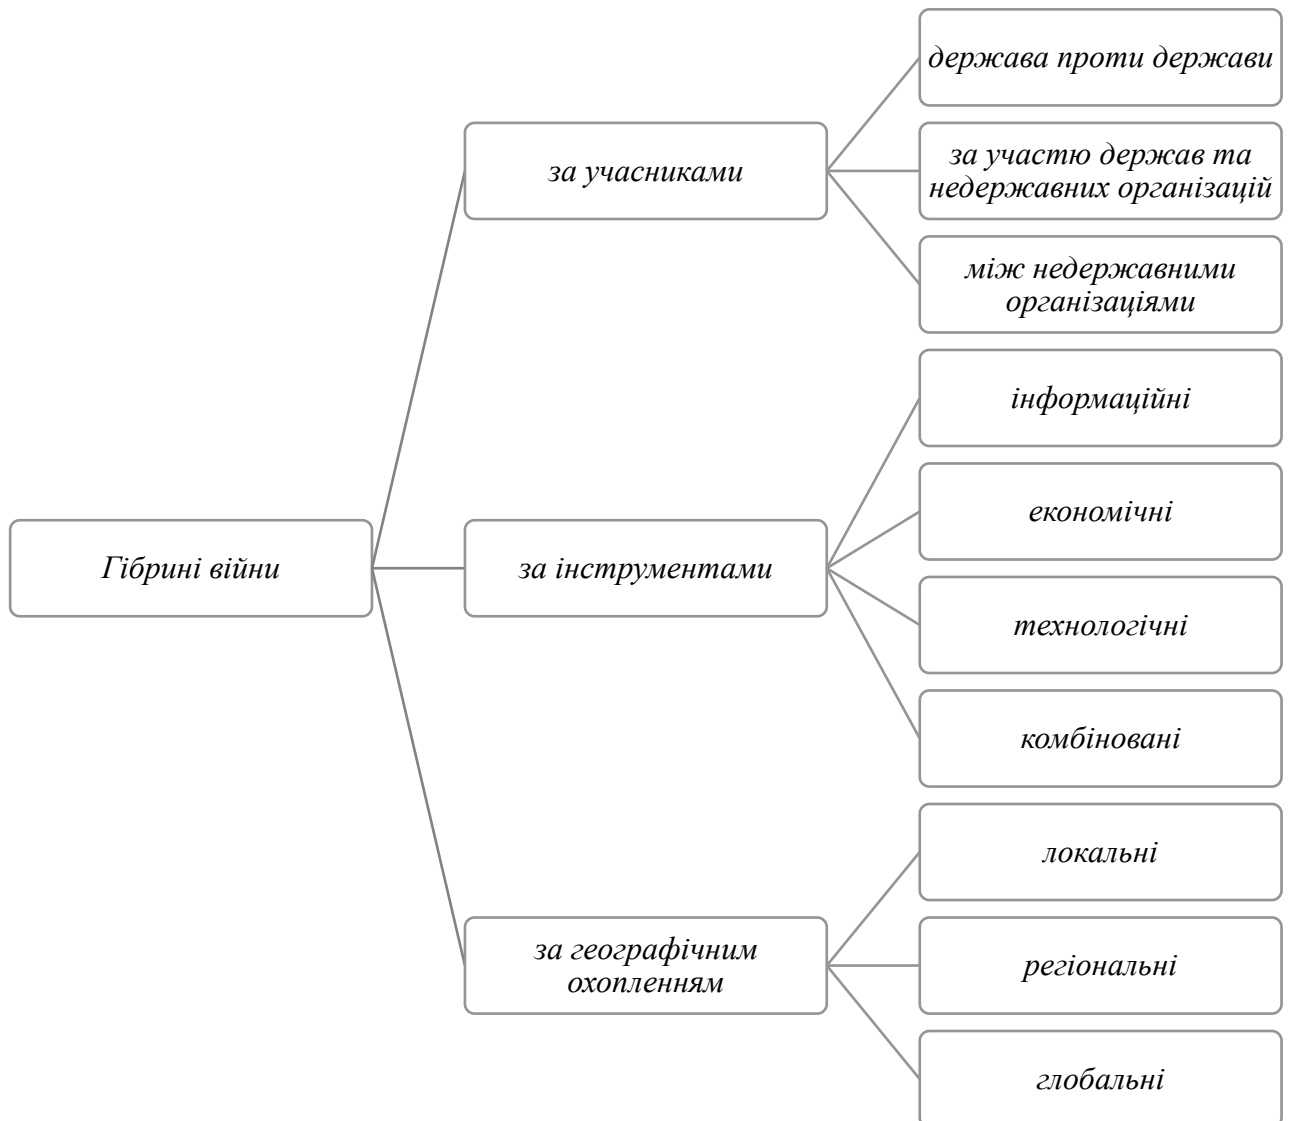 держава проти держави
за учасниками
за участю держав та
недержавних організацій
між недержавними
організаціями
інформаційні
економічні
Гібрині війни
за інструментами
технологічні
комбіновані
локальні
за географічним
охопленням
регіональні
глобальні